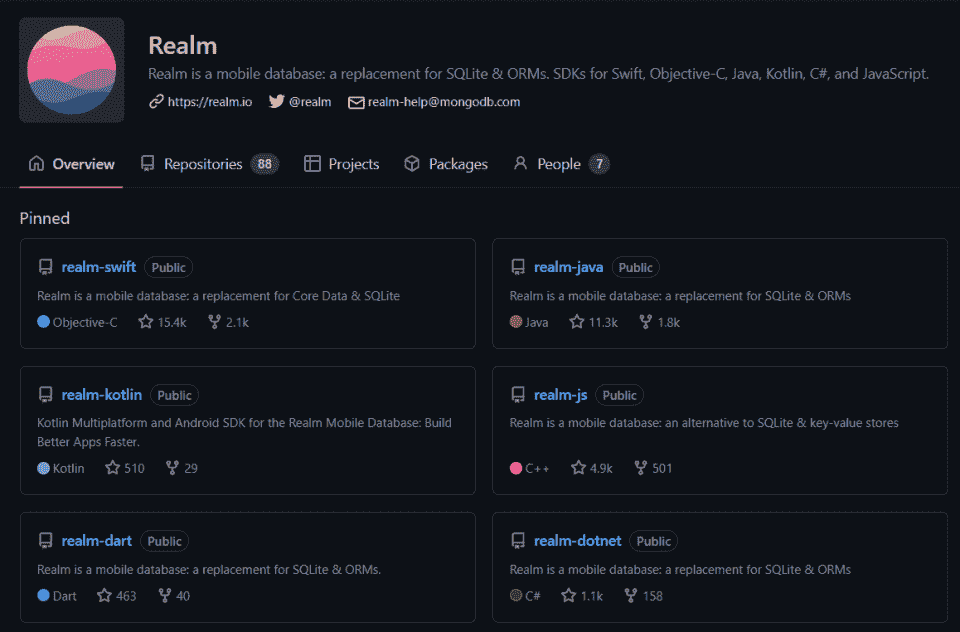 Realm
Realm is a mobile database: a replacement for SQLite & ORMs. SDKs for Swift, Objective-C, Java, Kotlin, C#, and JavaScript.
https://realm.io @realm realm-help@mongodb.com
Overview Repositories 88 Projects Packages People 7
Pinned
realm-swift Public
Realm is a mobile database: a replacement for Core Data & SQLite
Objective-C 15.4k 2.1k
realm-java Public
Realm is a mobile database: a replacement for SQLite & ORMs
Java 11.3k 1.8k
realm-kotlin Public
Kotlin Multiplatform and Android SDK for the Realm Mobile Database: Build
Better Apps Faster.
Kotlin 510 29
realm-js Public
Realm is a mobile database: an alternative to SQLite & key-value stores
C++ 4.9k 501
realm-dart Public
Realm is a mobile database: a replacement for SQLite & ORMs.
Dart 463 40
realm-dotnet Public
Realm is a mobile database: a replacement for SQLite & ORMs
C# 1.1k 158